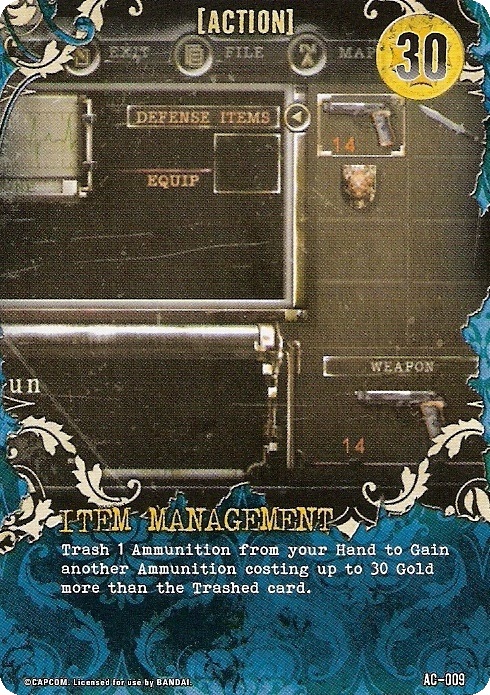 [ACTION]
EXIT
FILE
MAP
30
DEFENSE ITEMS
14
EQUIP
WEAPON
un
14
ITEM MANAGEMENT
Trash 1 Ammunition from your Hand to Gain
another Ammunition costing up to 30 Gold
more than the Trashed card.
©CAPCOM. Licensed for use by BANDAI.
AC-009